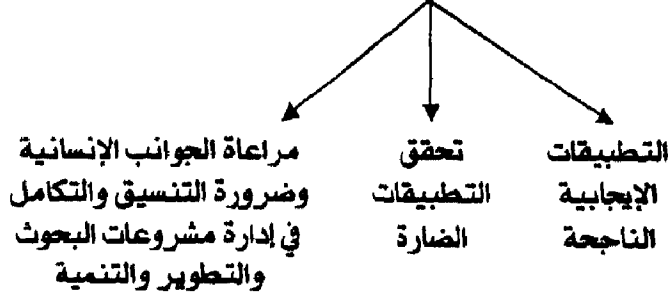 التطبيقات
الإيجابية
الناجحة
تحقق
التطبيقات
الضارة
مراعاة الجوانب الإنسانية
وضرورة التنسيق والتكامل
في إدارة مشروعات البحوث
والتطوير والتنمية